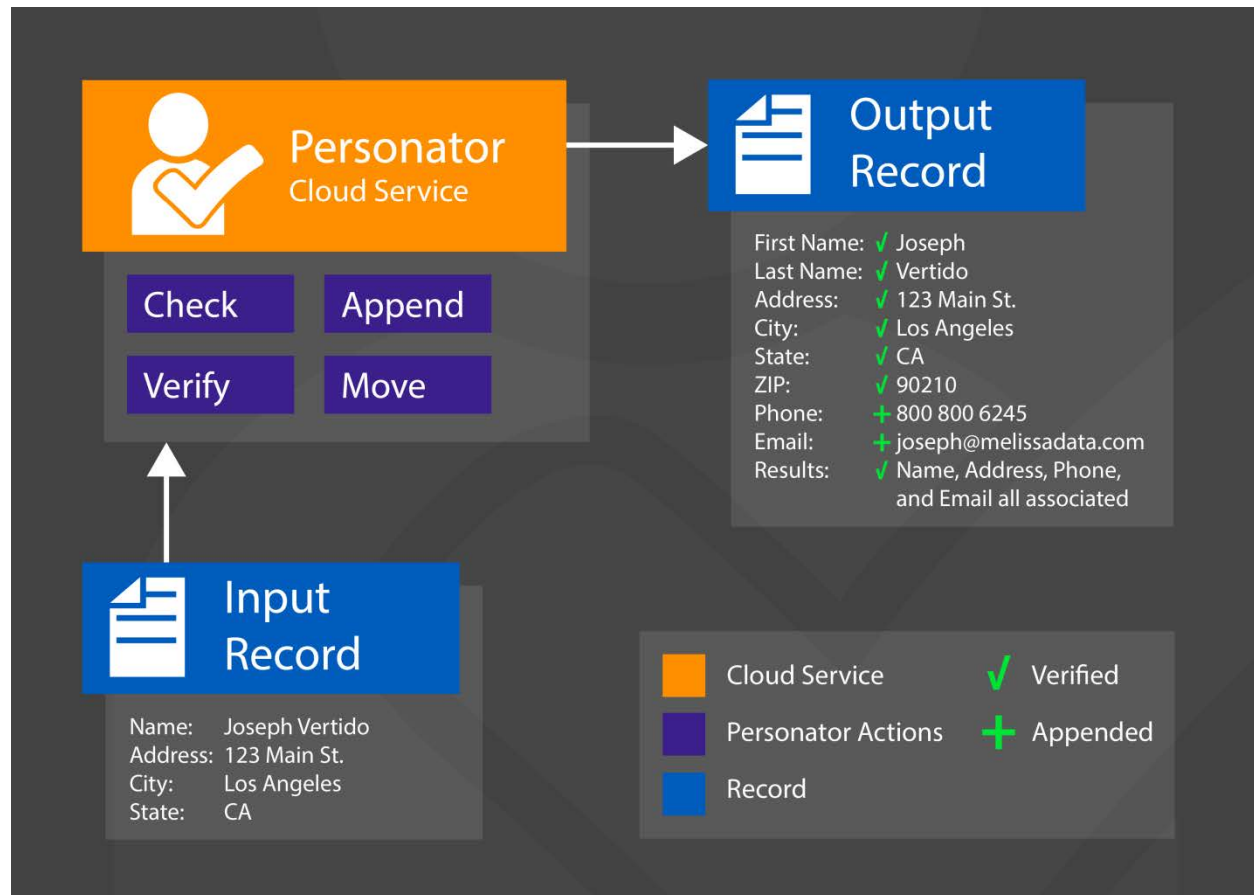 Personator
Cloud Service
Check
Append
Verify
Move
Output
Record
First Name: √ Joseph
Last Name: √ Vertido
Address: √ 123 Main St.
City: √ Los Angeles
State: √ CA
ZIP: √ 90210
Phone: + 800 800 6245
Email: + joseph@melissadata.com
Results: √ Name, Address, Phone,
and Email all associated
Input
Record
Name: Joseph Vertido
Address: 123 Main St.
City: Los Angeles
State: CA
Cloud Service
√ Verified
Personator Actions
+ Appended
Record